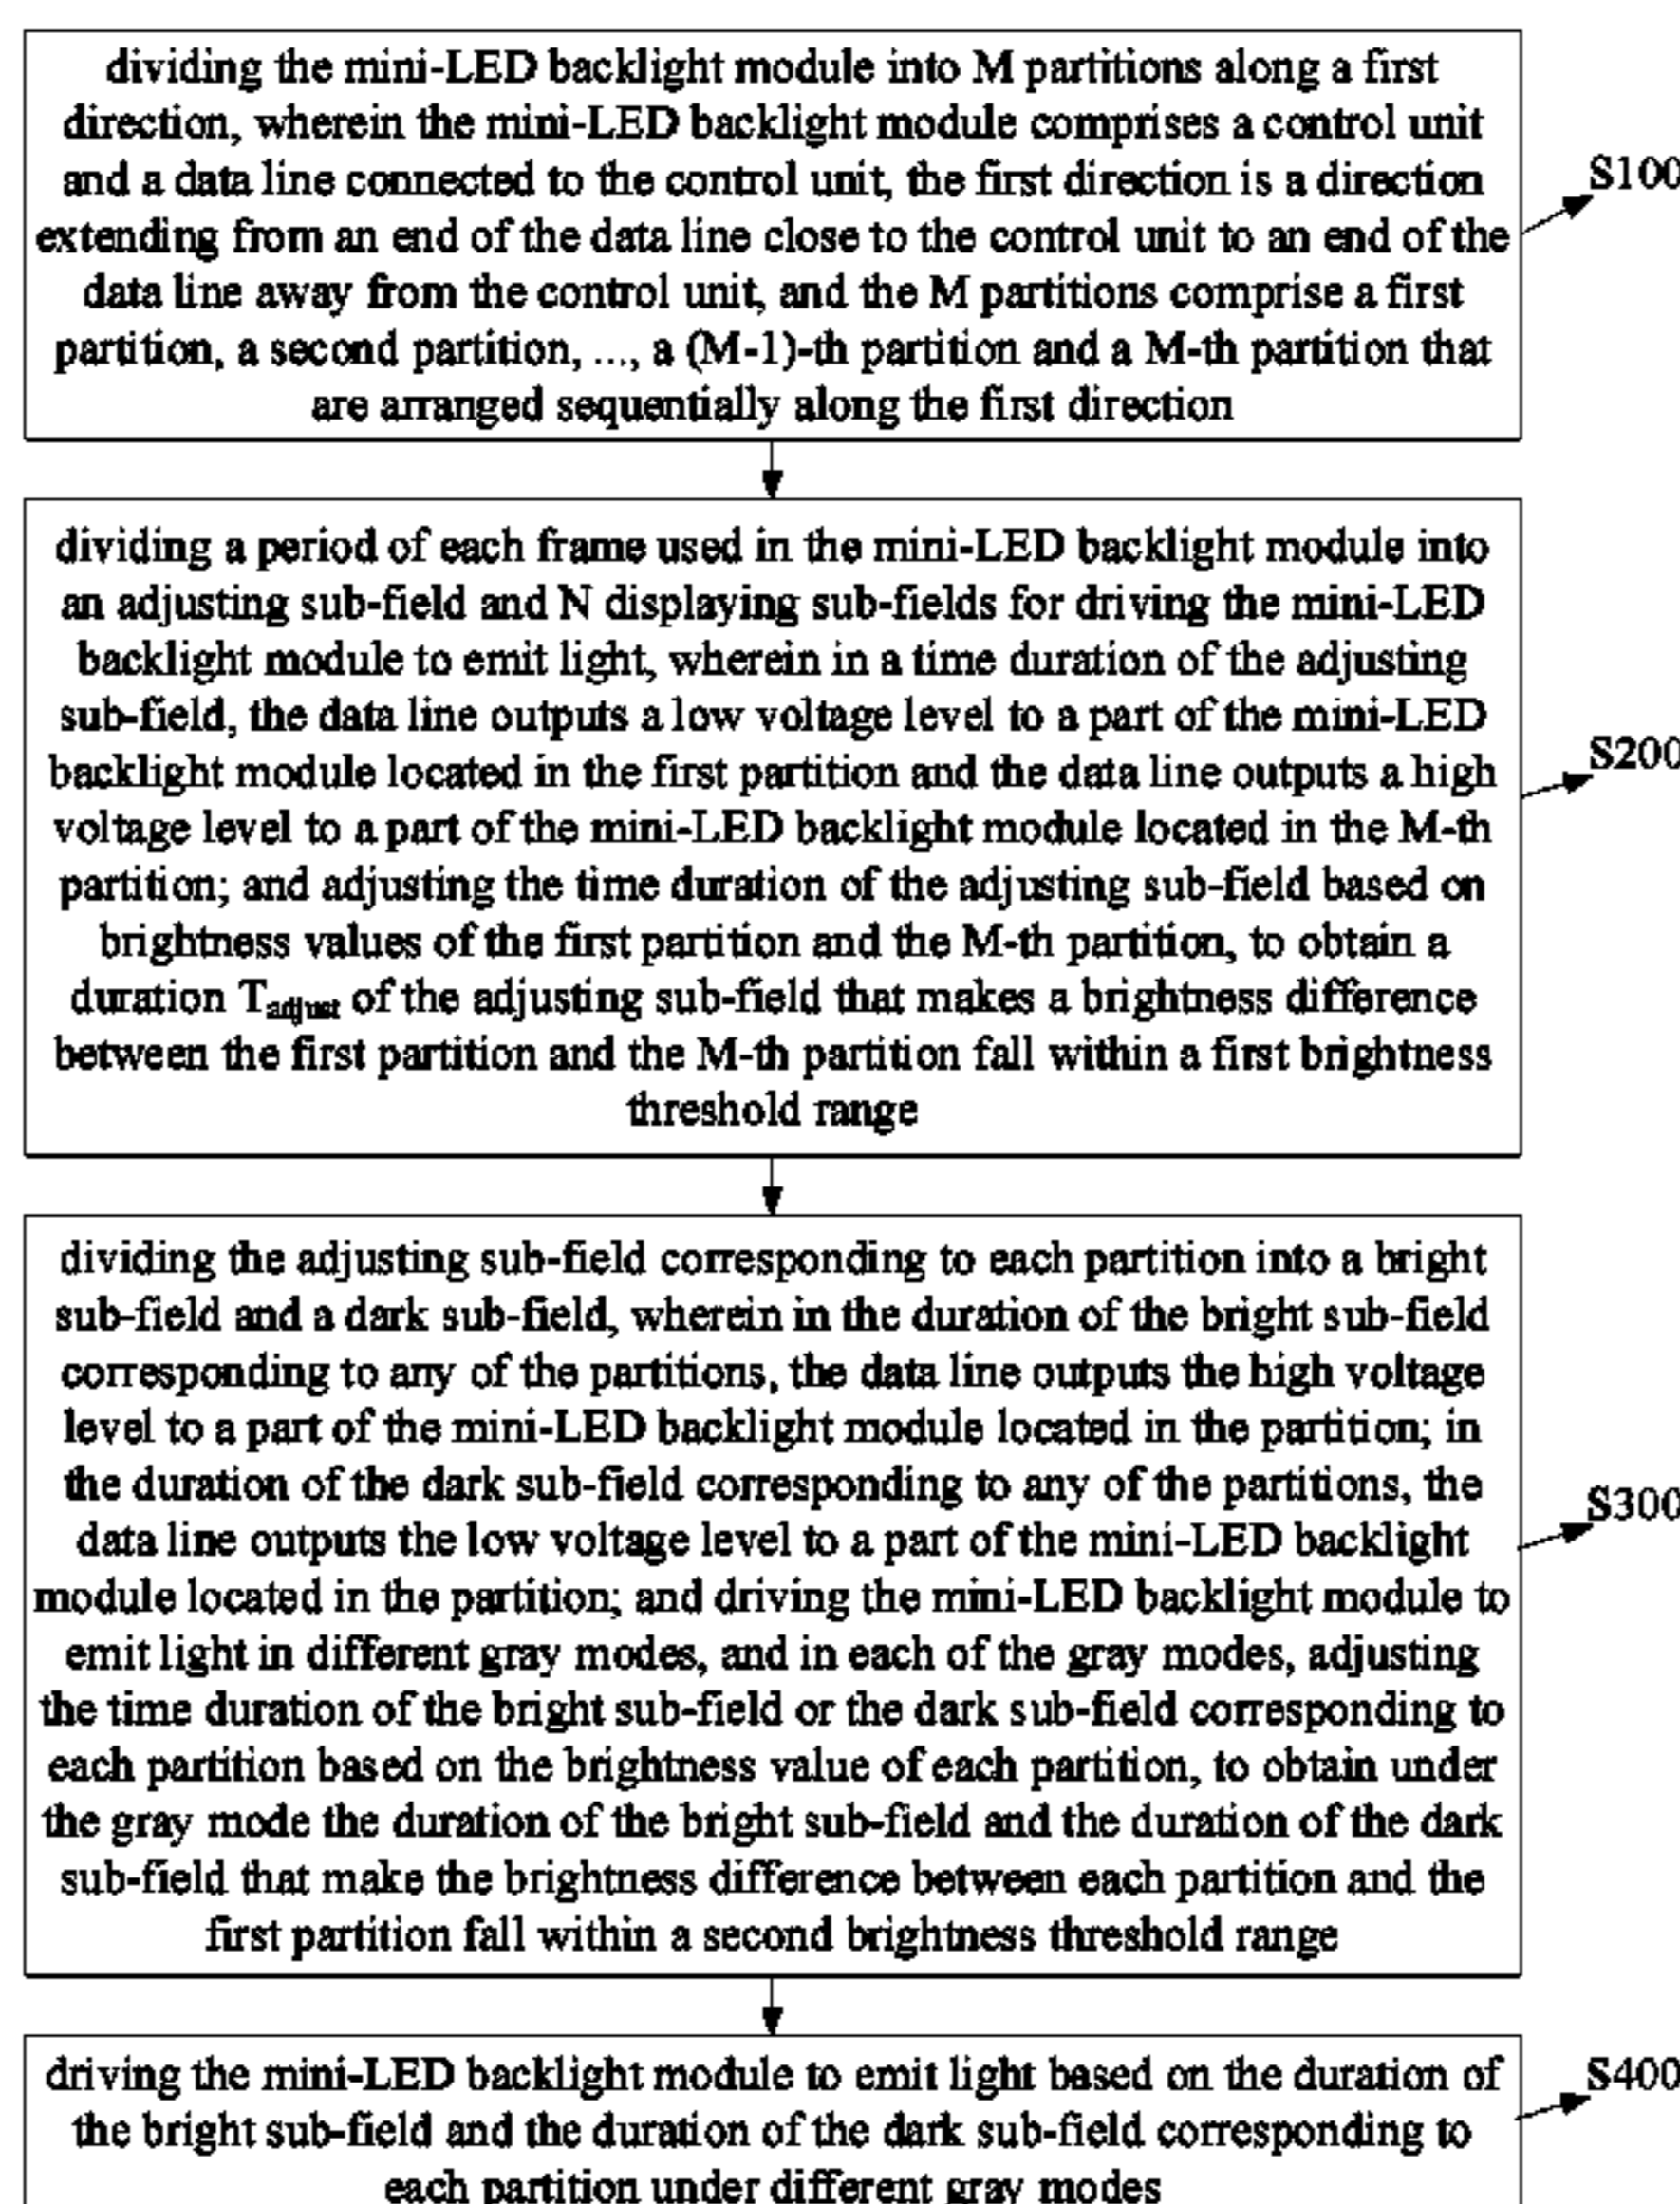 dividing the mini-LED backlight module into M partitions along a first
direction, wherein the mini-LED backlight module comprises a control unit
and a data line connected to the control unit, the first direction is a direction
extending from an end of the data line close to the control unit to an end of the
data line away from the control unit, and the M partitions comprise a first
partition, a second partition, ..., a (M-1)-th partition and a M-th partition that
are arranged sequentially along the first direction
S100
dividing a period of each frame used in the mini-LED backlight module into
an adjusting sub-field and N displaying sub-fields for driving the mini-LED
backlight module to emit light, wherein in a time duration of the adjusting
sub-field, the data line outputs a low voltage level to a part of the mini-LED
backlight module located in the first partition and the data line outputs a high
voltage level to a part of the mini-LED backlight module located in the M-th
partition; and adjusting the time duration of the adjusting sub-field based on
brightness values of the first partition and the M-th partition, to obtain a
duration Tadjust of the adjusting sub-field that makes a brightness difference
between the first partition and the M-th partition fall within a first brightness
threshold range
S200
dividing the adjusting sub-field corresponding to each partition into a bright
sub-field and a dark sub-field, wherein in the duration of the bright sub-field
corresponding to any of the partitions, the data line outputs the high voltage
level to a part of the mini-LED backlight module located in the partition; in
the duration of the dark sub-field corresponding to any of the partitions, the
data line outputs the low voltage level to a part of the mini-LED backlight
module located in the partition; and driving the mini-LED backlight module to
emit light in different gray modes, and in each of the gray modes, adjusting
the time duration of the bright sub-field or the dark sub-field corresponding to
each partition based on the brightness value of each partition, to obtain under
the gray mode the duration of the bright sub-field and the duration of the dark
sub-field that make the brightness difference between each partition and the
first partition fall within a second brightness threshold range
S300
driving the mini-LED backlight module to emit light based on the duration of
the bright sub-field and the duration of the dark sub-field corresponding to
each partition under different gray modes
S400